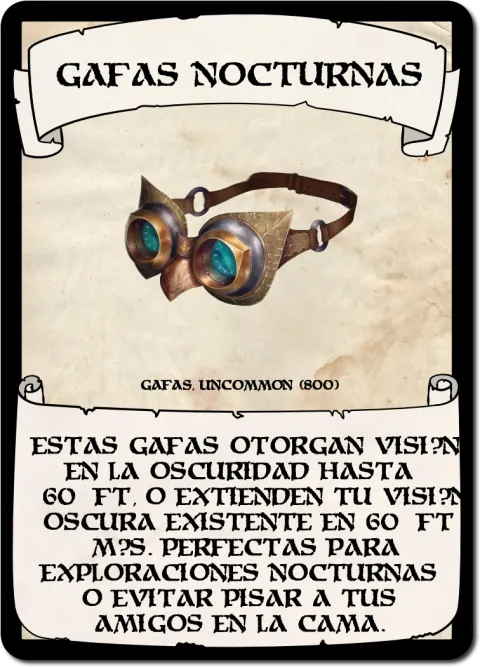 GAFAS NOCTURNAS
GAFAS, UNCOMMON (800)
ESTAS GAFAS OTORGAN VISI?N
EN LA OSCURIDAD HASTA
60 FT, O EXTIENDEN TU VISI?N
OSCURA EXISTENTE EN 60 FT
M?S. PERFECTAS PARA
EXPLORACIONES NOCTURNAS
O EVITAR PISAR A TUS
AMIGOS EN LA CAMA.